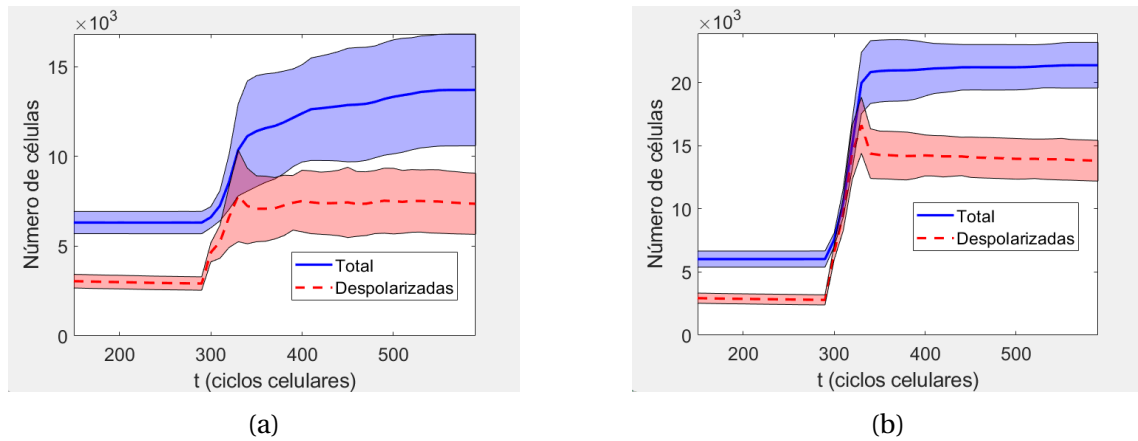 ×10³
15
10
5
0
Número de células
200 300 400 500
t (ciclos celulares)
Total
Despolarizadas
(a)
×10³
20
15
10
5
0
Número de células
200 300 400 500
t (ciclos celulares)
Total
Despolarizadas
(b)